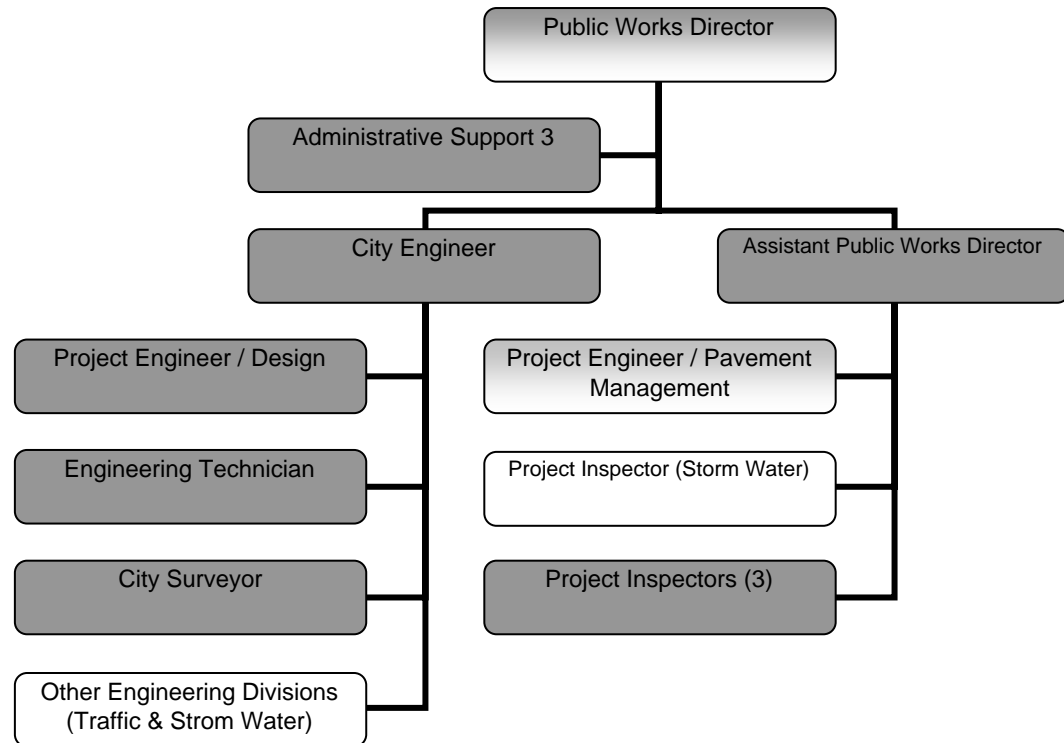 Public Works Director
Administrative Support 3
City Engineer
Assistant Public Works Director
Project Engineer / Design
Project Engineer / Pavement
Management
Engineering Technician
Project Inspector (Storm Water)
City Surveyor
Project Inspectors (3)
Other Engineering Divisions
(Traffic & Strom Water)